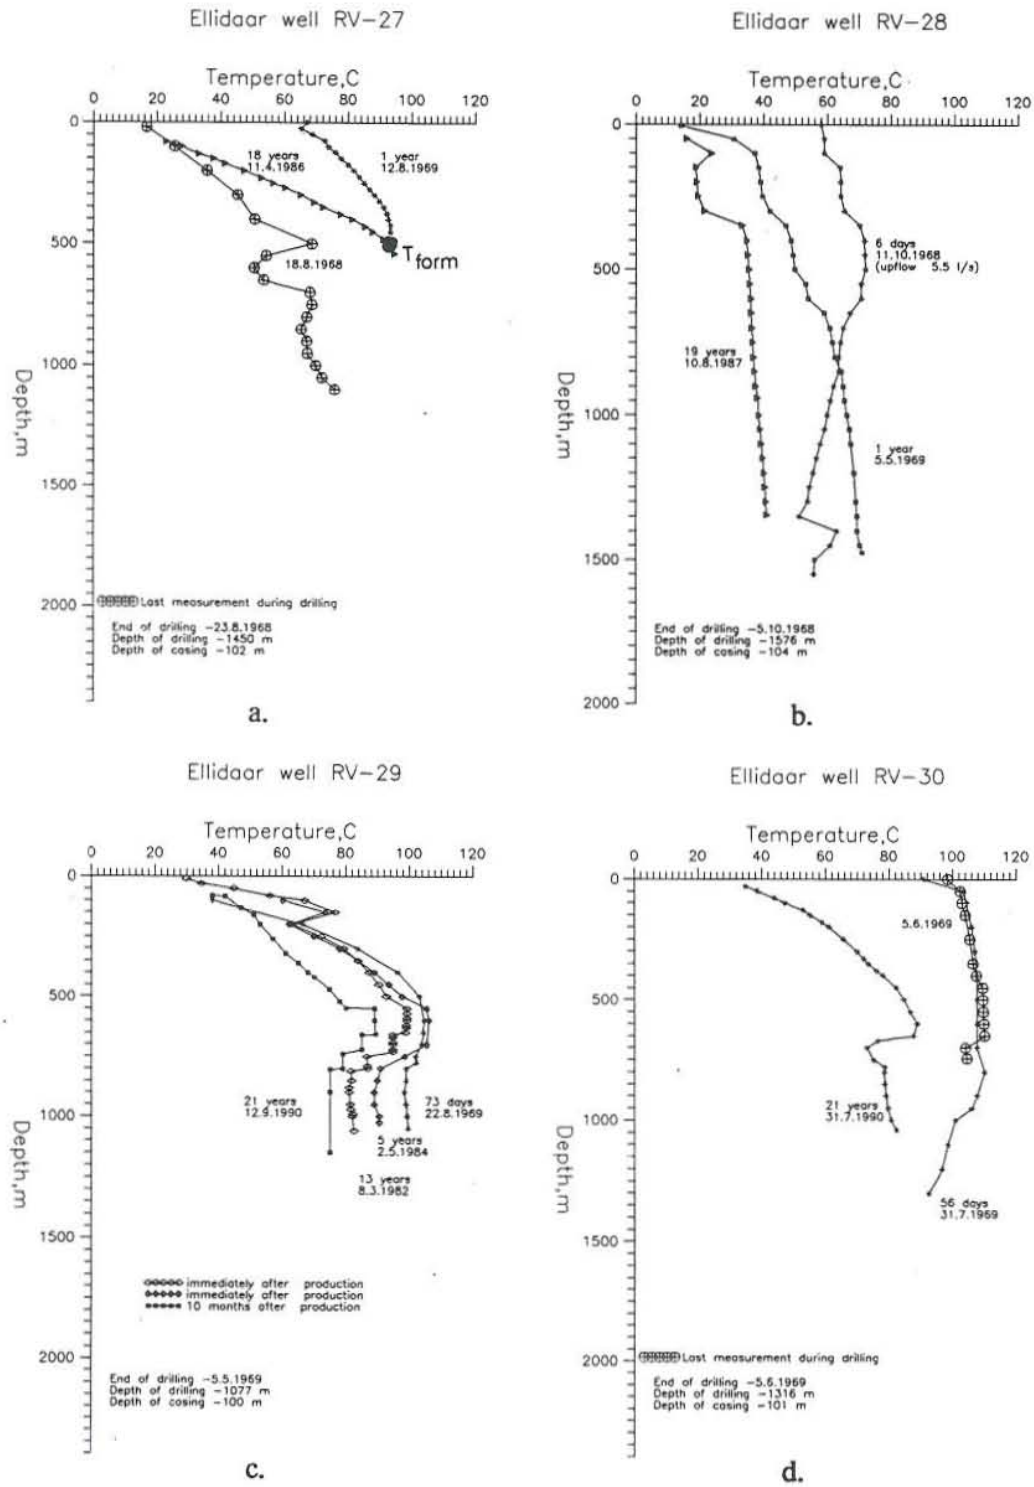 Ellidaar well RV-27
Temperature,C
0 20 40 60 80 100 120
0
500
1000
1500
2000
Depth,m
18 years
11.4.1986
1 year
12.8.1969
Tform
18.8.1968
Last measurement during drilling
End of drilling -23.8.1968
Depth of drilling -1450 m
Depth of casing -102 m
a.
Ellidaar well RV-28
Temperature,C
0 20 40 60 80 100 120
0
500
1000
1500
2000
Depth,m
6 days
11.10.1968
(upflow 5.5 l/s)
19 years
10.8.1987
1 year
5.5.1969
End of drilling -5.10.1968
Depth of drilling -1576 m
Depth of casing -104 m
b.
Ellidaar well RV-29
Temperature,C
0 20 40 60 80 100 120
0
500
1000
1500
2000
Depth,m
21 years
12.9.1990
73 days
22.8.1969
5 years
2.5.1984
13 years
8.3.1982
immediately after production
immediately after production
10 months after production
End of drilling -5.5.1969
Depth of drilling -1077 m
Depth of casing -100 m
c.
Ellidaar well RV-30
Temperature,C
0 20 40 60 80 100 120
0
500
1000
1500
2000
Depth,m
5.6.1969
21 years
31.7.1990
56 days
31.7.1969
Last measurement during drilling
End of drilling -5.6.1969
Depth of drilling -1316 m
Depth of casing -101 m
d.